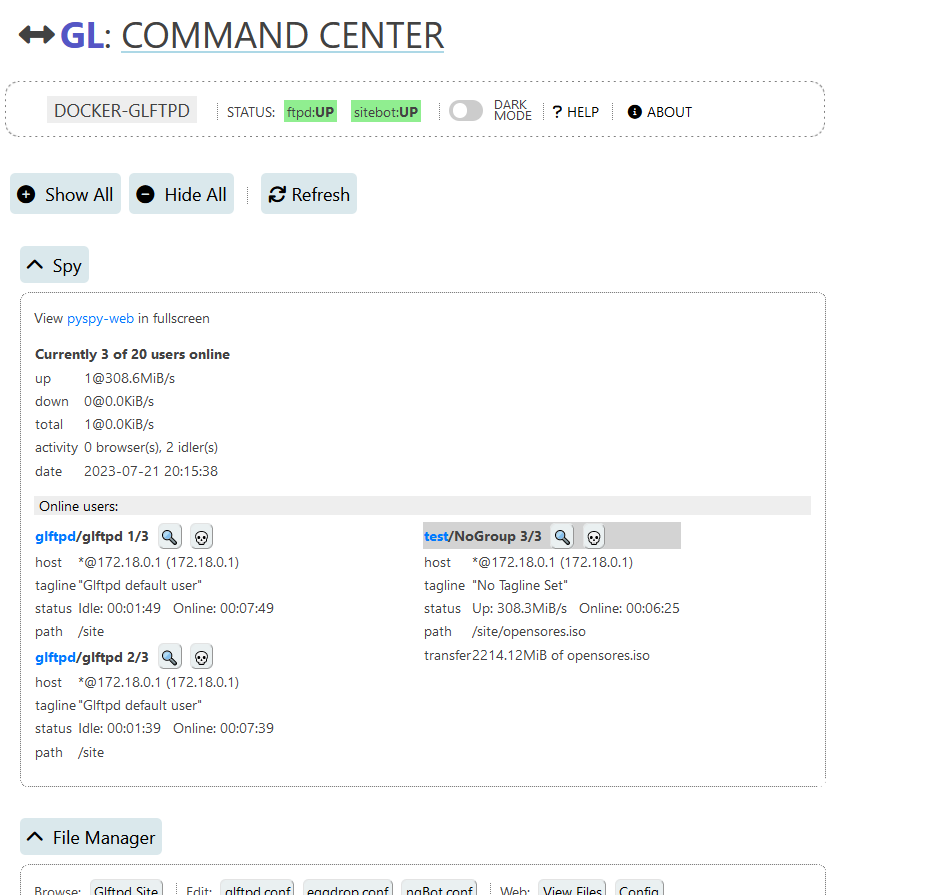 GL: COMMAND CENTER
DOCKER-GLFTPD STATUS: ftpd:UP sitebot:UP DARK MODE ? HELP ABOUT
Show All Hide All Refresh
Spy
View pyspy-web in fullscreen
Currently 3 of 20 users online
up 1@308.6MiB/s
down 0@0.0KiB/s
total 1@0.0KiB/s
activity 0 browser(s), 2 idler(s)
date 2023-07-21 20:15:38
Online users:
glftpd/glftpd 1/3
host *@172.18.0.1 (172.18.0.1)
tagline "Glftpd default user"
status Idle: 00:01:49 Online: 00:07:49
path /site
glftpd/glftpd 2/3
host *@172.18.0.1 (172.18.0.1)
tagline "Glftpd default user"
status Idle: 00:01:39 Online: 00:07:39
path /site
test/NoGroup 3/3
host *@172.18.0.1 (172.18.0.1)
tagline "No Tagline Set"
status Up: 308.3MiB/s Online: 00:06:25
path /site/opensores.iso
transfer 2214.12MiB of opensores.iso
File Manager
Browse: Glftpd Site Edit: glftpd.conf eggdrop.conf ngBot.conf Web: View Files Config